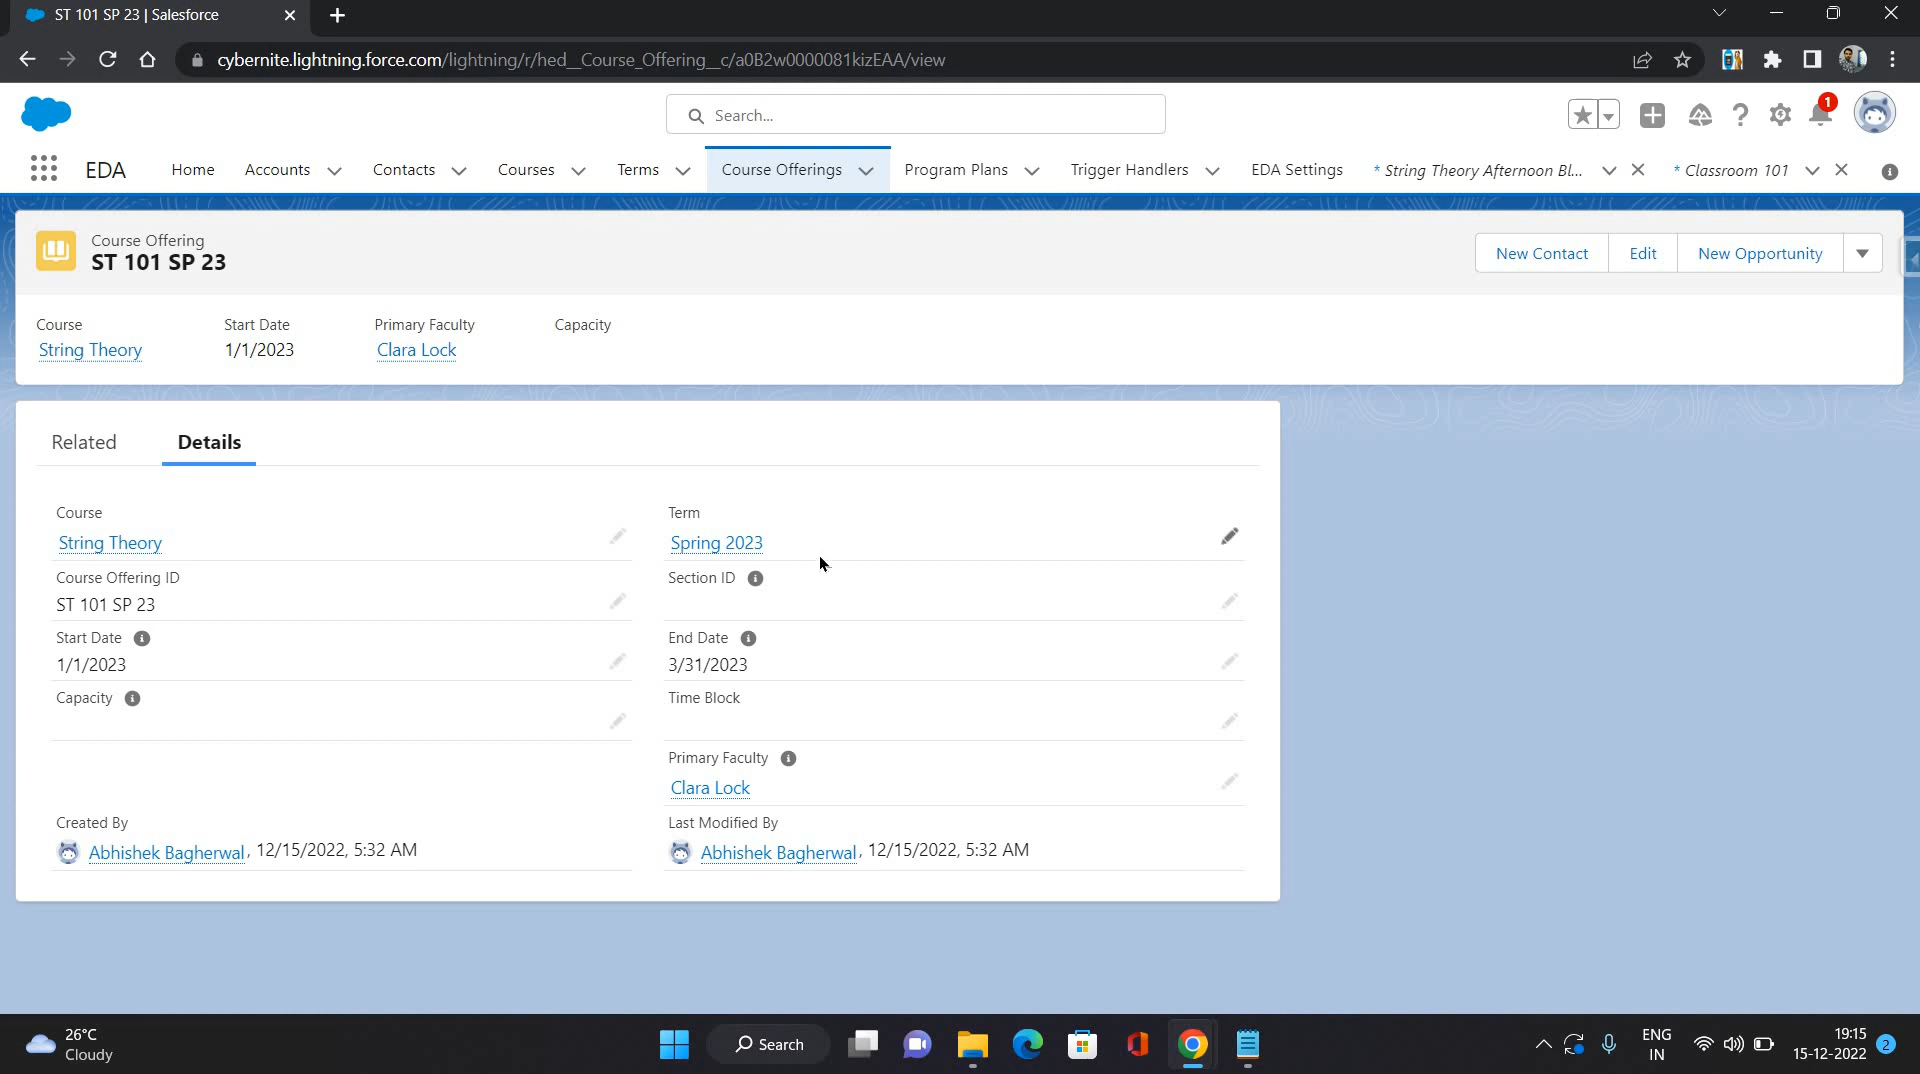 ST 101 SP 23 | Salesforce
cybernite.lightning.force.com/lightning/r/hed__Course_Offering__c/a0B2w0000081kizEAA/view
Search...
1
EDA
Home
Accounts
Contacts
Courses
Terms
Course Offerings
Program Plans
Trigger Handlers
EDA Settings
* String Theory Afternoon Bl...
* Classroom 101
Course Offering
ST 101 SP 23
New Contact
Edit
New Opportunity
Course
Start Date
Primary Faculty
Capacity
String Theory
1/1/2023
Clara Lock
Related
Details
Course
String Theory
Term
Spring 2023
Course Offering ID
ST 101 SP 23
Section ID
Start Date
1/1/2023
End Date
3/31/2023
Capacity
Time Block
Primary Faculty
Clara Lock
Created By
Abhishek Bagherwal, 12/15/2022, 5:32 AM
Last Modified By
Abhishek Bagherwal, 12/15/2022, 5:32 AM
26°C
Cloudy
Search
ENG
IN
19:15
15-12-2022
2